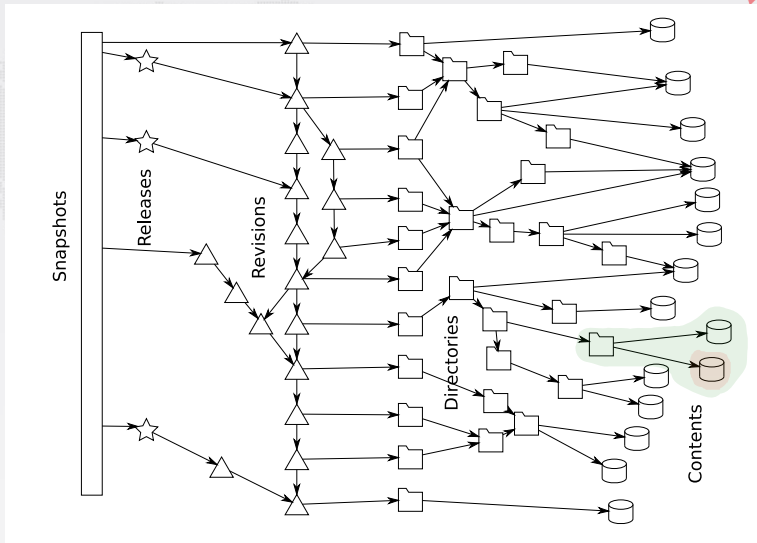 Snapshots
Releases
Revisions
Directories
Contents